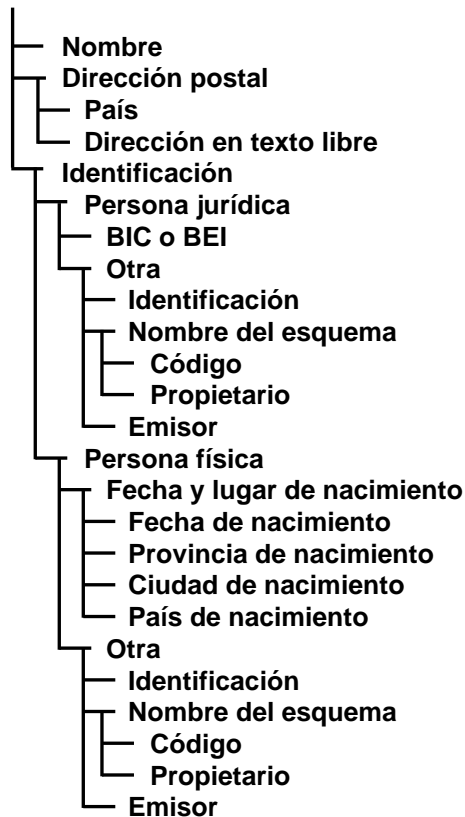 Nombre
Dirección postal
País
Dirección en texto libre
Identificación
Persona jurídica
BIC o BEI
Otra
Identificación
Nombre del esquema
Código
Propietario
Emisor
Persona física
Fecha y lugar de nacimiento
Fecha de nacimiento
Provincia de nacimiento
Ciudad de nacimiento
País de nacimiento
Otra
Identificación
Nombre del esquema
Código
Propietario
Emisor